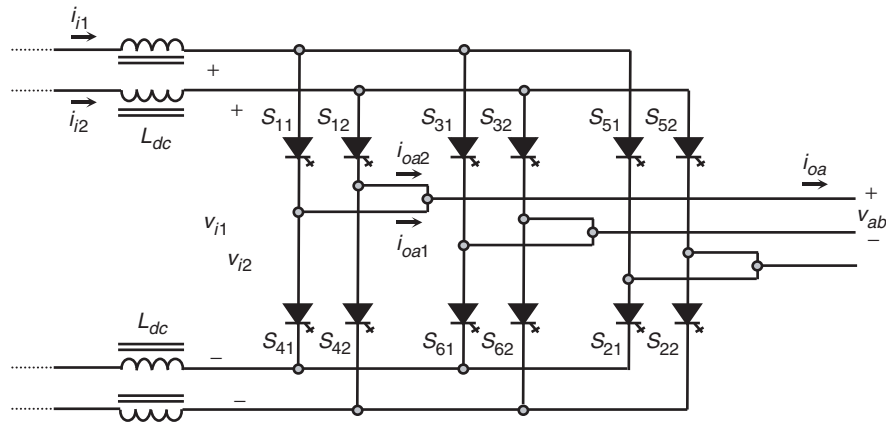 i_i1
+
i_i2
+
L_dc
S_11 S_12 S_31 S_32 S_51 S_52
i_oa2
i_oa
+
v_i1
i_oa1
v_ab
v_i2
−
L_dc
S_41 S_42 S_61 S_62 S_21 S_22
−
−